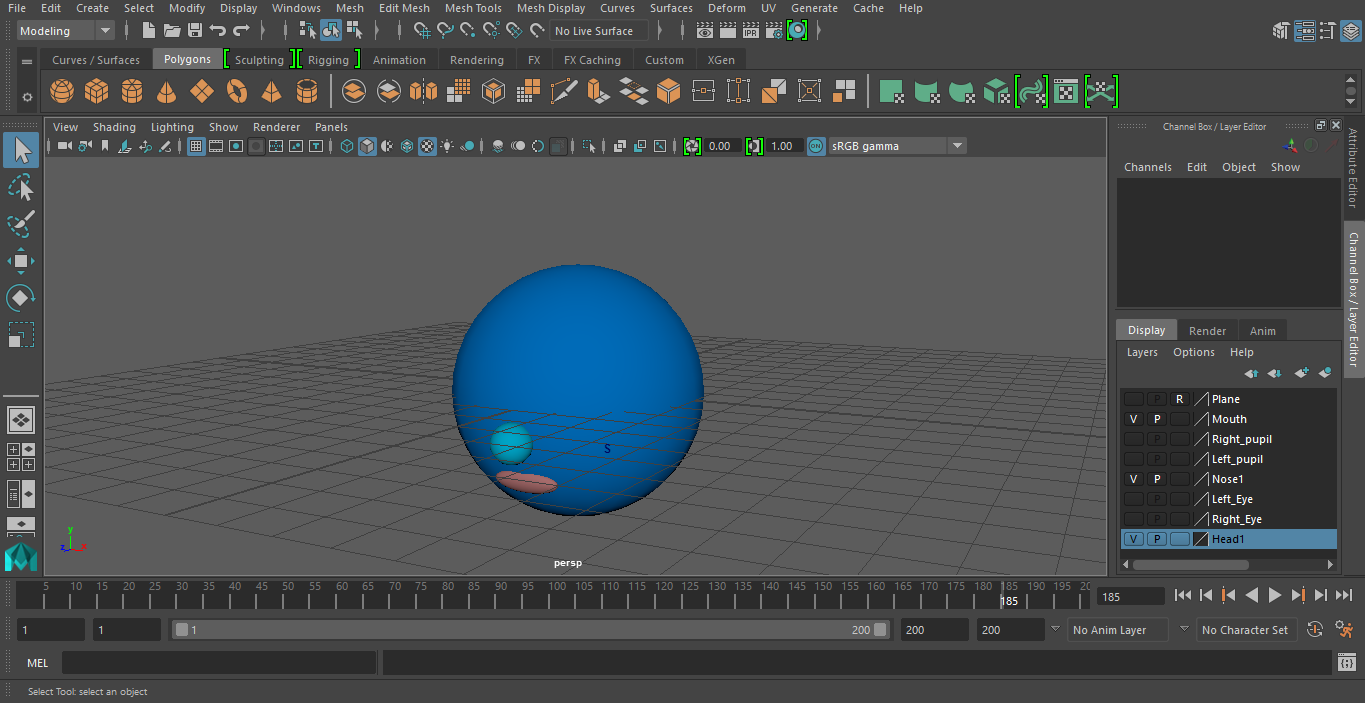 File Edit Create Select Modify Display Windows Mesh Edit Mesh Mesh Tools Mesh Display Curves Surfaces Deform UV Generate Cache Help
Modeling No Live Surface IPR
Curves / Surfaces Polygons Sculpting Rigging Animation Rendering FX FX Caching Custom XGen
View Shading Lighting Show Renderer Panels
0.00 1.00 ON sRGB gamma
Channel Box / Layer Editor
Channels Edit Object Show
Attribute Editor
Channel Box / Layer Editor
Display Render Anim
Layers Options Help
P R Plane
V P Mouth
P Right_pupil
P Left_pupil
V P Nose1
P Left_Eye
P Right_Eye
V P Head1
S
y
z x
persp
5 10 15 20 25 30 35 40 45 50 55 60 65 70 75 80 85 90 95 100 105 110 115 120 125 130 135 140 145 150 155 160 165 170 175 180 185 190 195 20
185
185
1 1 1 200 200 200 No Anim Layer No Character Set
MEL
Select Tool: select an object